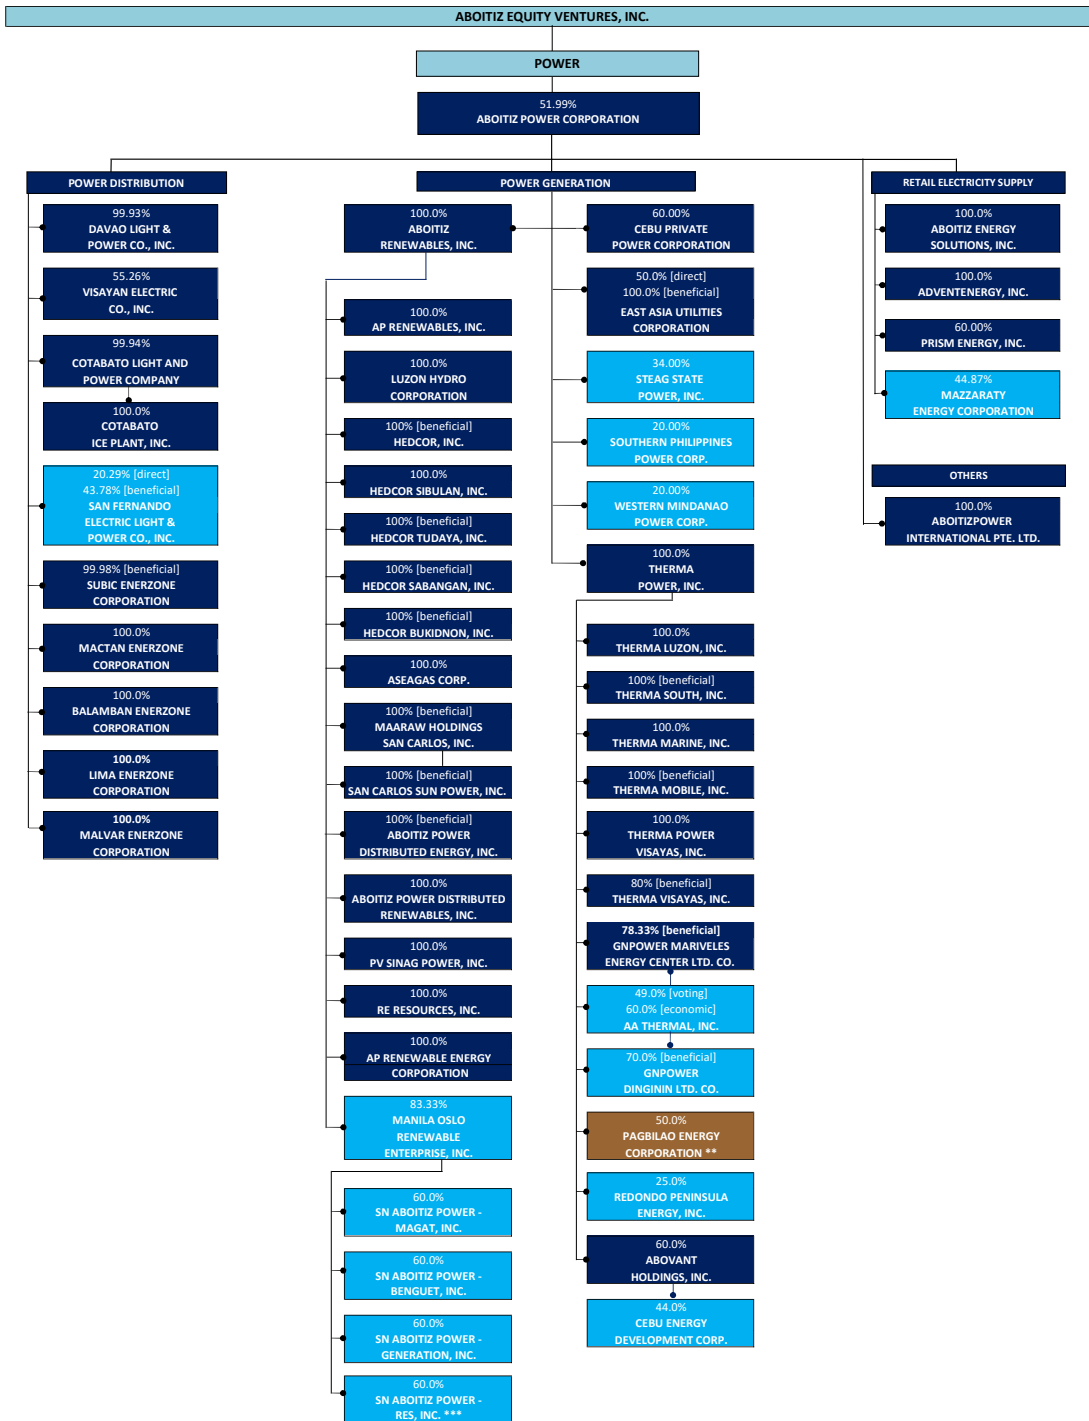 ABOITIZ EQUITY VENTURES, INC.
POWER
51.99%
ABOITIZ POWER CORPORATION
POWER DISTRIBUTION
99.93%
DAVAO LIGHT &
POWER CO., INC.
55.26%
VISAYAN ELECTRIC
CO., INC.
99.94%
COTABATO LIGHT AND
POWER COMPANY
100.0%
COTABATO
ICE PLANT, INC.
20.29% [direct]
43.78% [beneficial]
SAN FERNANDO
ELECTRIC LIGHT &
POWER CO., INC.
99.98% [beneficial]
SUBIC ENERZONE
CORPORATION
100.0%
MACTAN ENERZONE
CORPORATION
100.0%
BALAMBAN ENERZONE
CORPORATION
100.0%
LIMA ENERZONE
CORPORATION
100.0%
MALVAR ENERZONE
CORPORATION
POWER GENERATION
100.0%
ABOITIZ
RENEWABLES, INC.
100.0%
AP RENEWABLES, INC.
100.0%
LUZON HYDRO
CORPORATION
100% [beneficial]
HEDCOR, INC.
100.0%
HEDCOR SIBULAN, INC.
100% [beneficial]
HEDCOR TUDAYA, INC.
100% [beneficial]
HEDCOR SABANGAN, INC.
100% [beneficial]
HEDCOR BUKIDNON, INC.
100.0%
ASEAGAS CORP.
100% [beneficial]
MAARAW HOLDINGS
SAN CARLOS, INC.
100% [beneficial]
SAN CARLOS SUN POWER, INC.
100% [beneficial]
ABOITIZ POWER
DISTRIBUTED ENERGY, INC.
100.0%
ABOITIZ POWER DISTRIBUTED
RENEWABLES, INC.
100.0%
PV SINAG POWER, INC.
100.0%
RE RESOURCES, INC.
100.0%
AP RENEWABLE ENERGY
CORPORATION
83.33%
MANILA OSLO
RENEWABLE
ENTERPRISE, INC.
60.0%
SN ABOITIZ POWER -
MAGAT, INC.
60.0%
SN ABOITIZ POWER -
BENGUET, INC.
60.0%
SN ABOITIZ POWER -
GENERATION, INC.
60.0%
SN ABOITIZ POWER -
RES, INC. ***
60.00%
CEBU PRIVATE
POWER CORPORATION
50.0% [direct]
100.0% [beneficial]
EAST ASIA UTILITIES
CORPORATION
34.00%
STEAG STATE
POWER, INC.
20.00%
SOUTHERN PHILIPPINES
POWER CORP.
20.00%
WESTERN MINDANAO
POWER CORP.
100.0%
THERMA
POWER, INC.
100.0%
THERMA LUZON, INC.
100% [beneficial]
THERMA SOUTH, INC.
100.0%
THERMA MARINE, INC.
100% [beneficial]
THERMA MOBILE, INC.
100.0%
THERMA POWER
VISAYAS, INC.
80% [beneficial]
THERMA VISAYAS, INC.
78.33% [beneficial]
GNPOWER MARIVELES
ENERGY CENTER LTD. CO.
49.0% [voting]
60.0% [economic]
AA THERMAL, INC.
70.0% [beneficial]
GNPOWER
DINGININ LTD. CO.
50.0%
PAGBILAO ENERGY
CORPORATION **
25.0%
REDONDO PENINSULA
ENERGY, INC.
60.0%
ABOVANT
HOLDINGS, INC.
44.0%
CEBU ENERGY
DEVELOPMENT CORP.
RETAIL ELECTRICITY SUPPLY
100.0%
ABOITIZ ENERGY
SOLUTIONS, INC.
100.0%
ADVENTENERGY, INC.
60.00%
PRISM ENERGY, INC.
44.87%
MAZZARATY
ENERGY CORPORATION
OTHERS
100.0%
ABOITIZPOWER
INTERNATIONAL PTE. LTD.